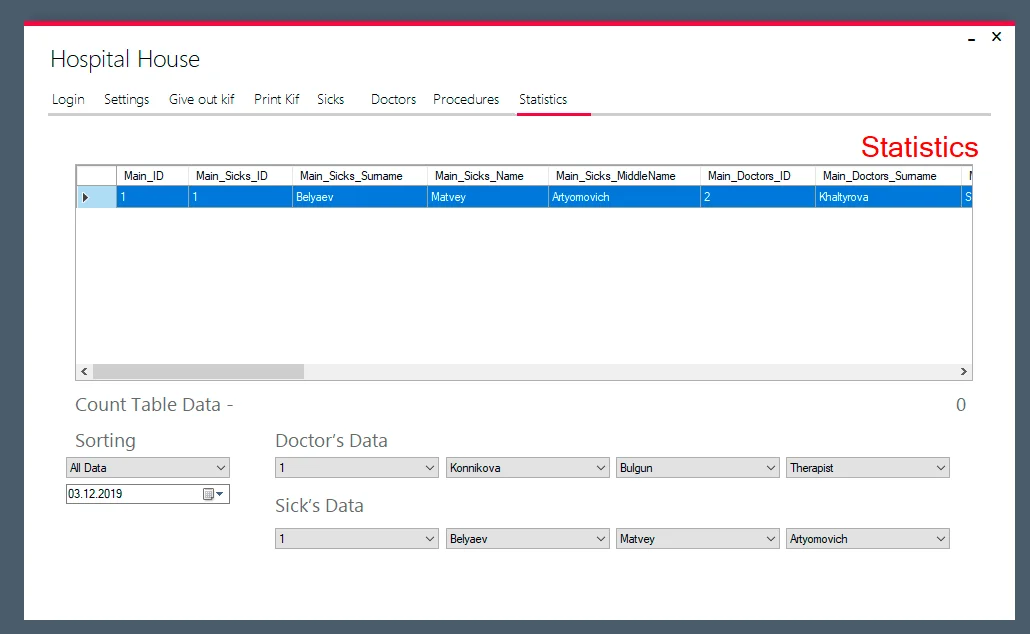 Hospital House
Login Settings Give out kif Print Kif Sicks Doctors Procedures Statistics
Statistics
Main_ID Main_Sicks_ID Main_Sicks_Surname Main_Sicks_Name Main_Sicks_MiddleName Main_Doctors_ID Main_Doctors_Surname
1 1 Belyaev Matvey Artyomovich 2 Khaltyrova S
Count Table Data - 0
Sorting Doctor's Data
All Data 1 Konnikova Bulgun Therapist
03.12.2019
Sick's Data
1 Belyaev Matvey Artyomovich